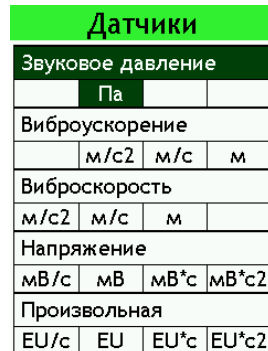 Датчики
Звуковое давление
Па
Виброускорение
м/с2 м/с м
Виброскорость
м/с2 м/с м
Напряжение
мВ/с мВ мВ*с мВ*с2
Произвольная
EU/с EU EU*с EU*с2